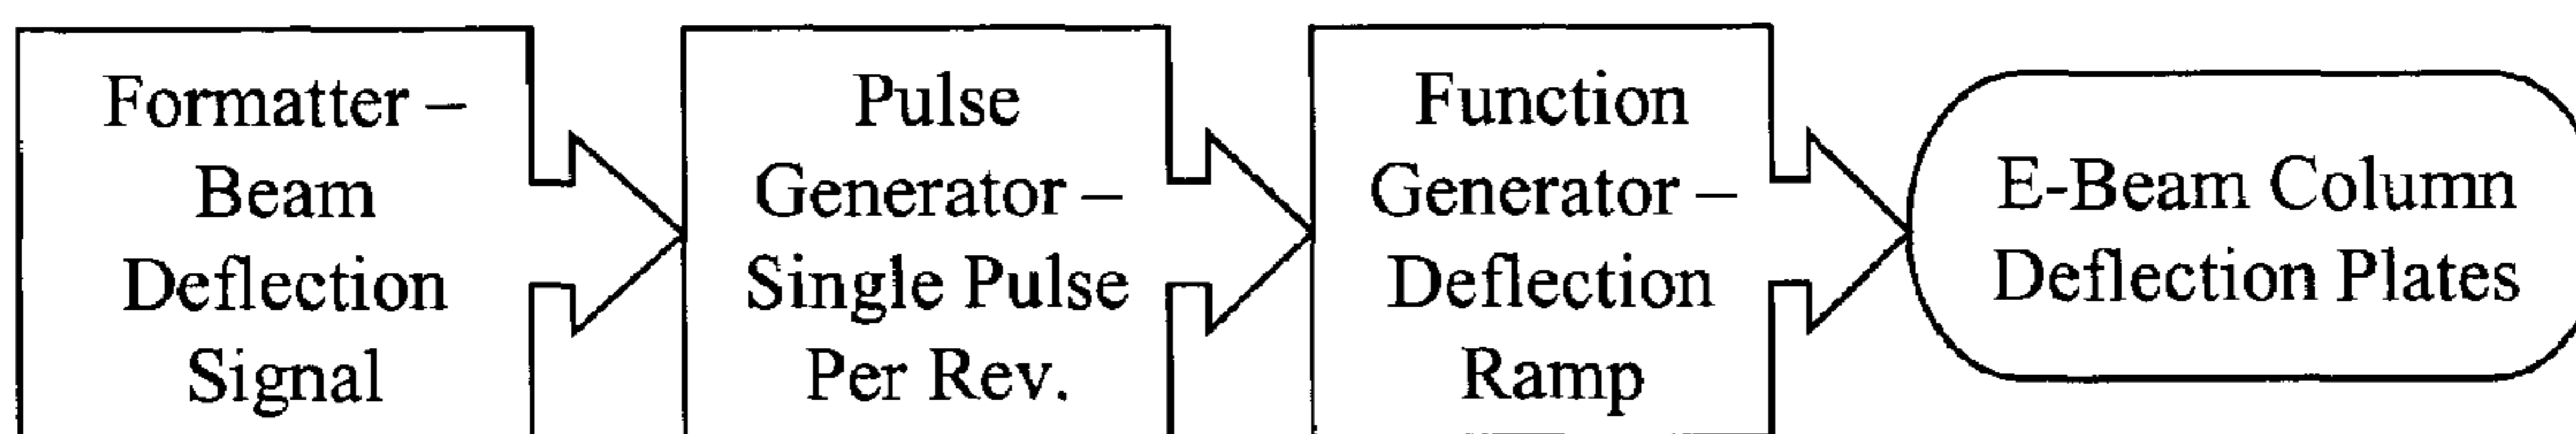 Formatter –
Beam
Deflection
Signal
Pulse
Generator –
Single Pulse
Per Rev.
Function
Generator –
Deflection
Ramp
E-Beam Column
Deflection Plates